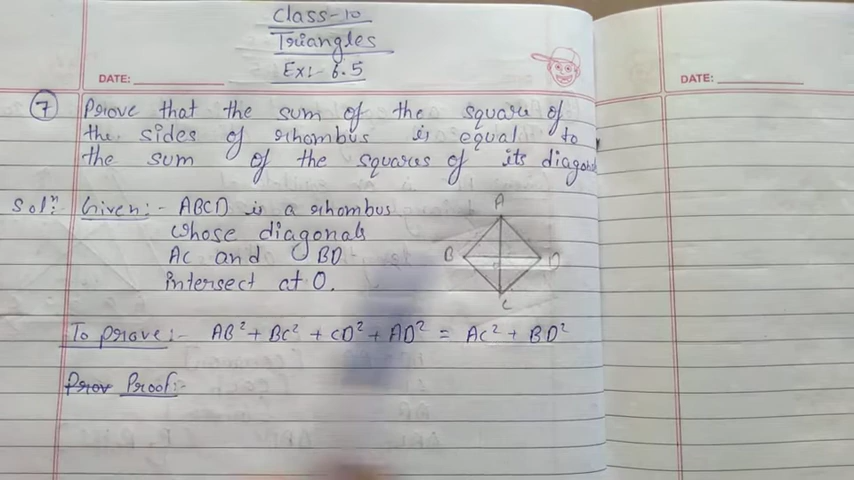 Class-10
Triangles
Ex:- 6.5
DATE:
DATE:
7 Prove that the sum of the square of
the sides of rhombus is equal to
the sum of the squares of its diagonals
Solⁿ:- Given:- ABCD is a rhombus
whose diagonals
AC and BD
intersect at O.
A
B
D
C
To prove:- AB² + BC² + CD² + AD² = AC² + BD²
Prov Proof:-